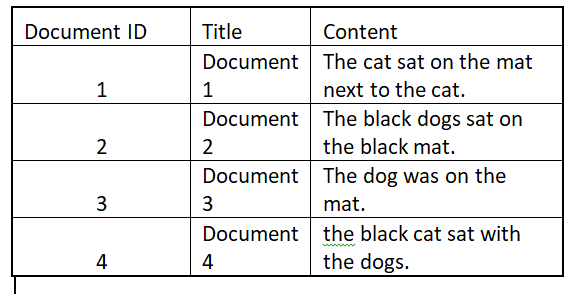 Document ID Title Content
Document The cat sat on the mat
1 1 next to the cat.
Document The black dogs sat on
2 2 the black mat.
Document The dog was on the
3 3 mat.
Document the black cat sat with
4 4 the dogs.